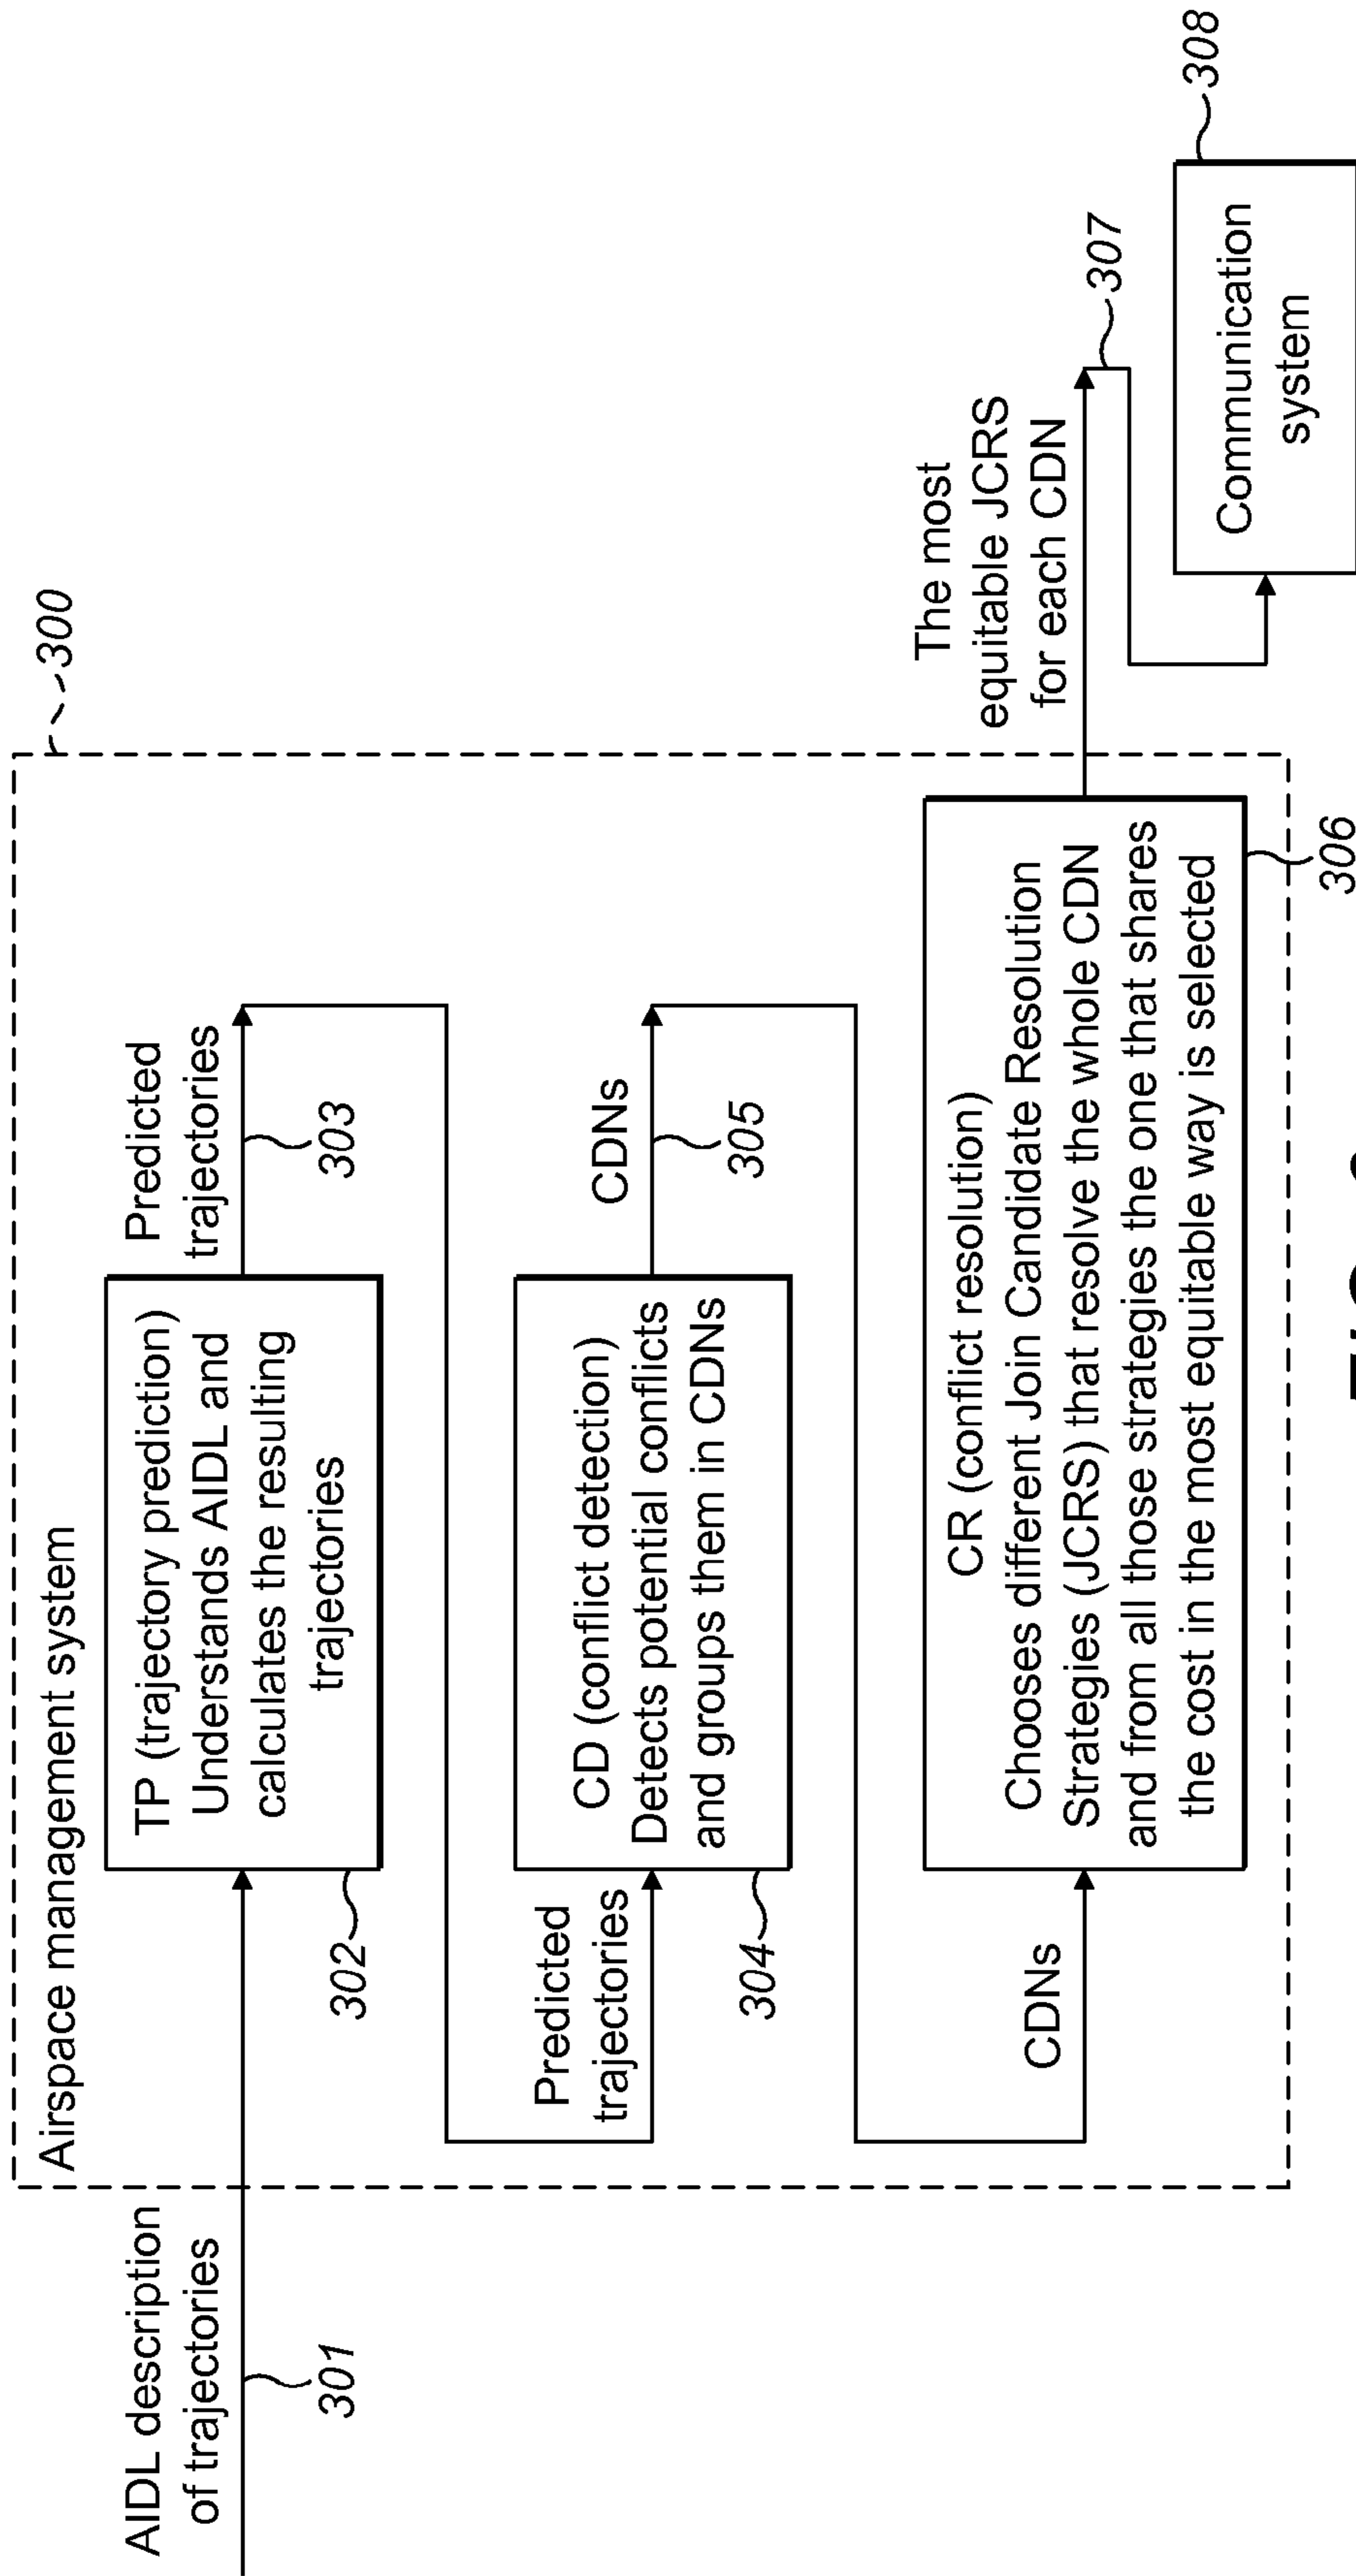 Airspace management system
300
AIDL description
of trajectories
301
TP (trajectory prediction)
Understands AIDL and
calculates the resulting
trajectories
302
Predicted
trajectories
303
Predicted
trajectories
CD (conflict detection)
Detects potential conflicts
and groups them in CDNs
304
CDNs
305
CDNs
CR (conflict resolution)
Chooses different Join Candidate Resolution
Strategies (JCRS) that resolve the whole CDN
and from all those strategies the one that shares
the cost in the most equitable way is selected
306
The most
equitable JCRS
for each CDN
307
Communication
system
308